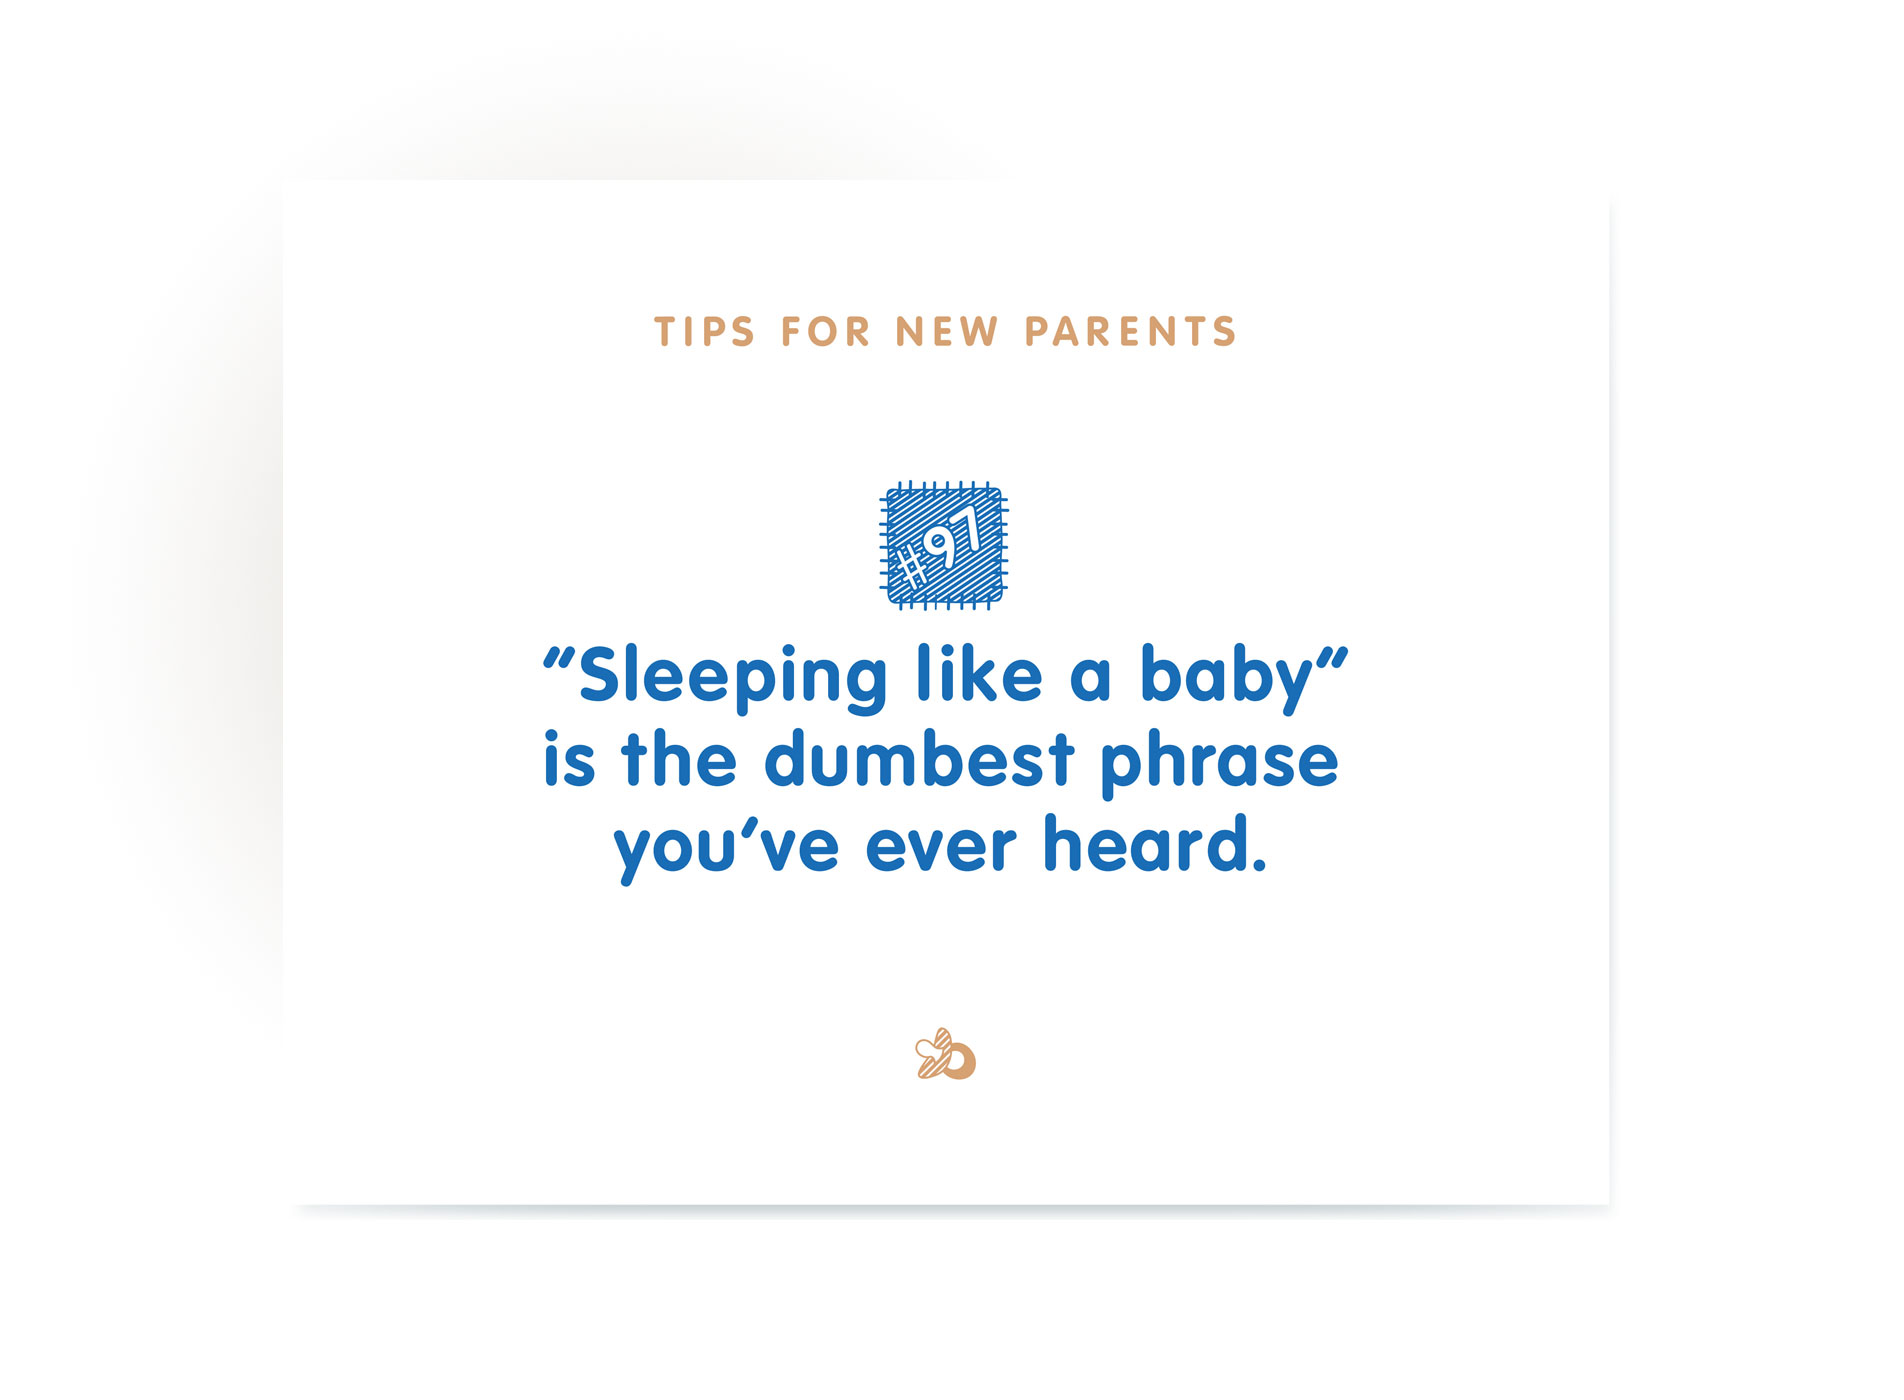 TIPS FOR NEW PARENTS
#97
"Sleeping like a baby"
is the dumbest phrase
you've ever heard.